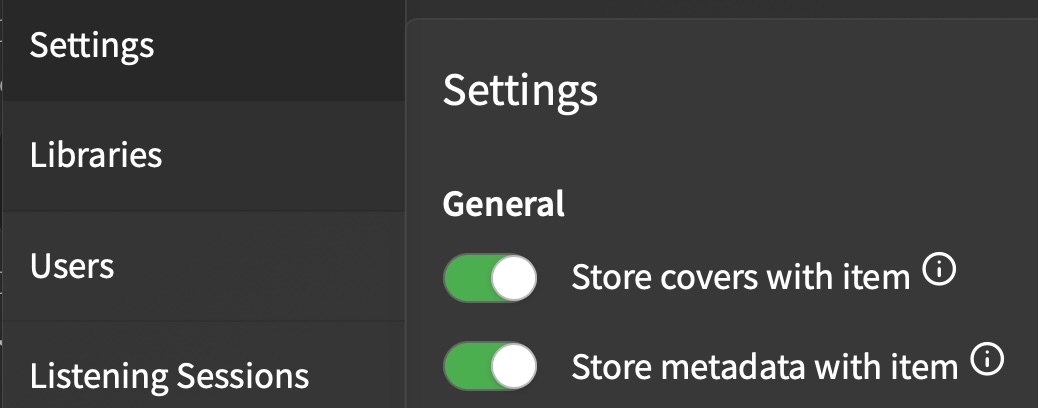 Settings
Libraries
Users
Listening Sessions
Settings
General
Store covers with item
Store metadata with item